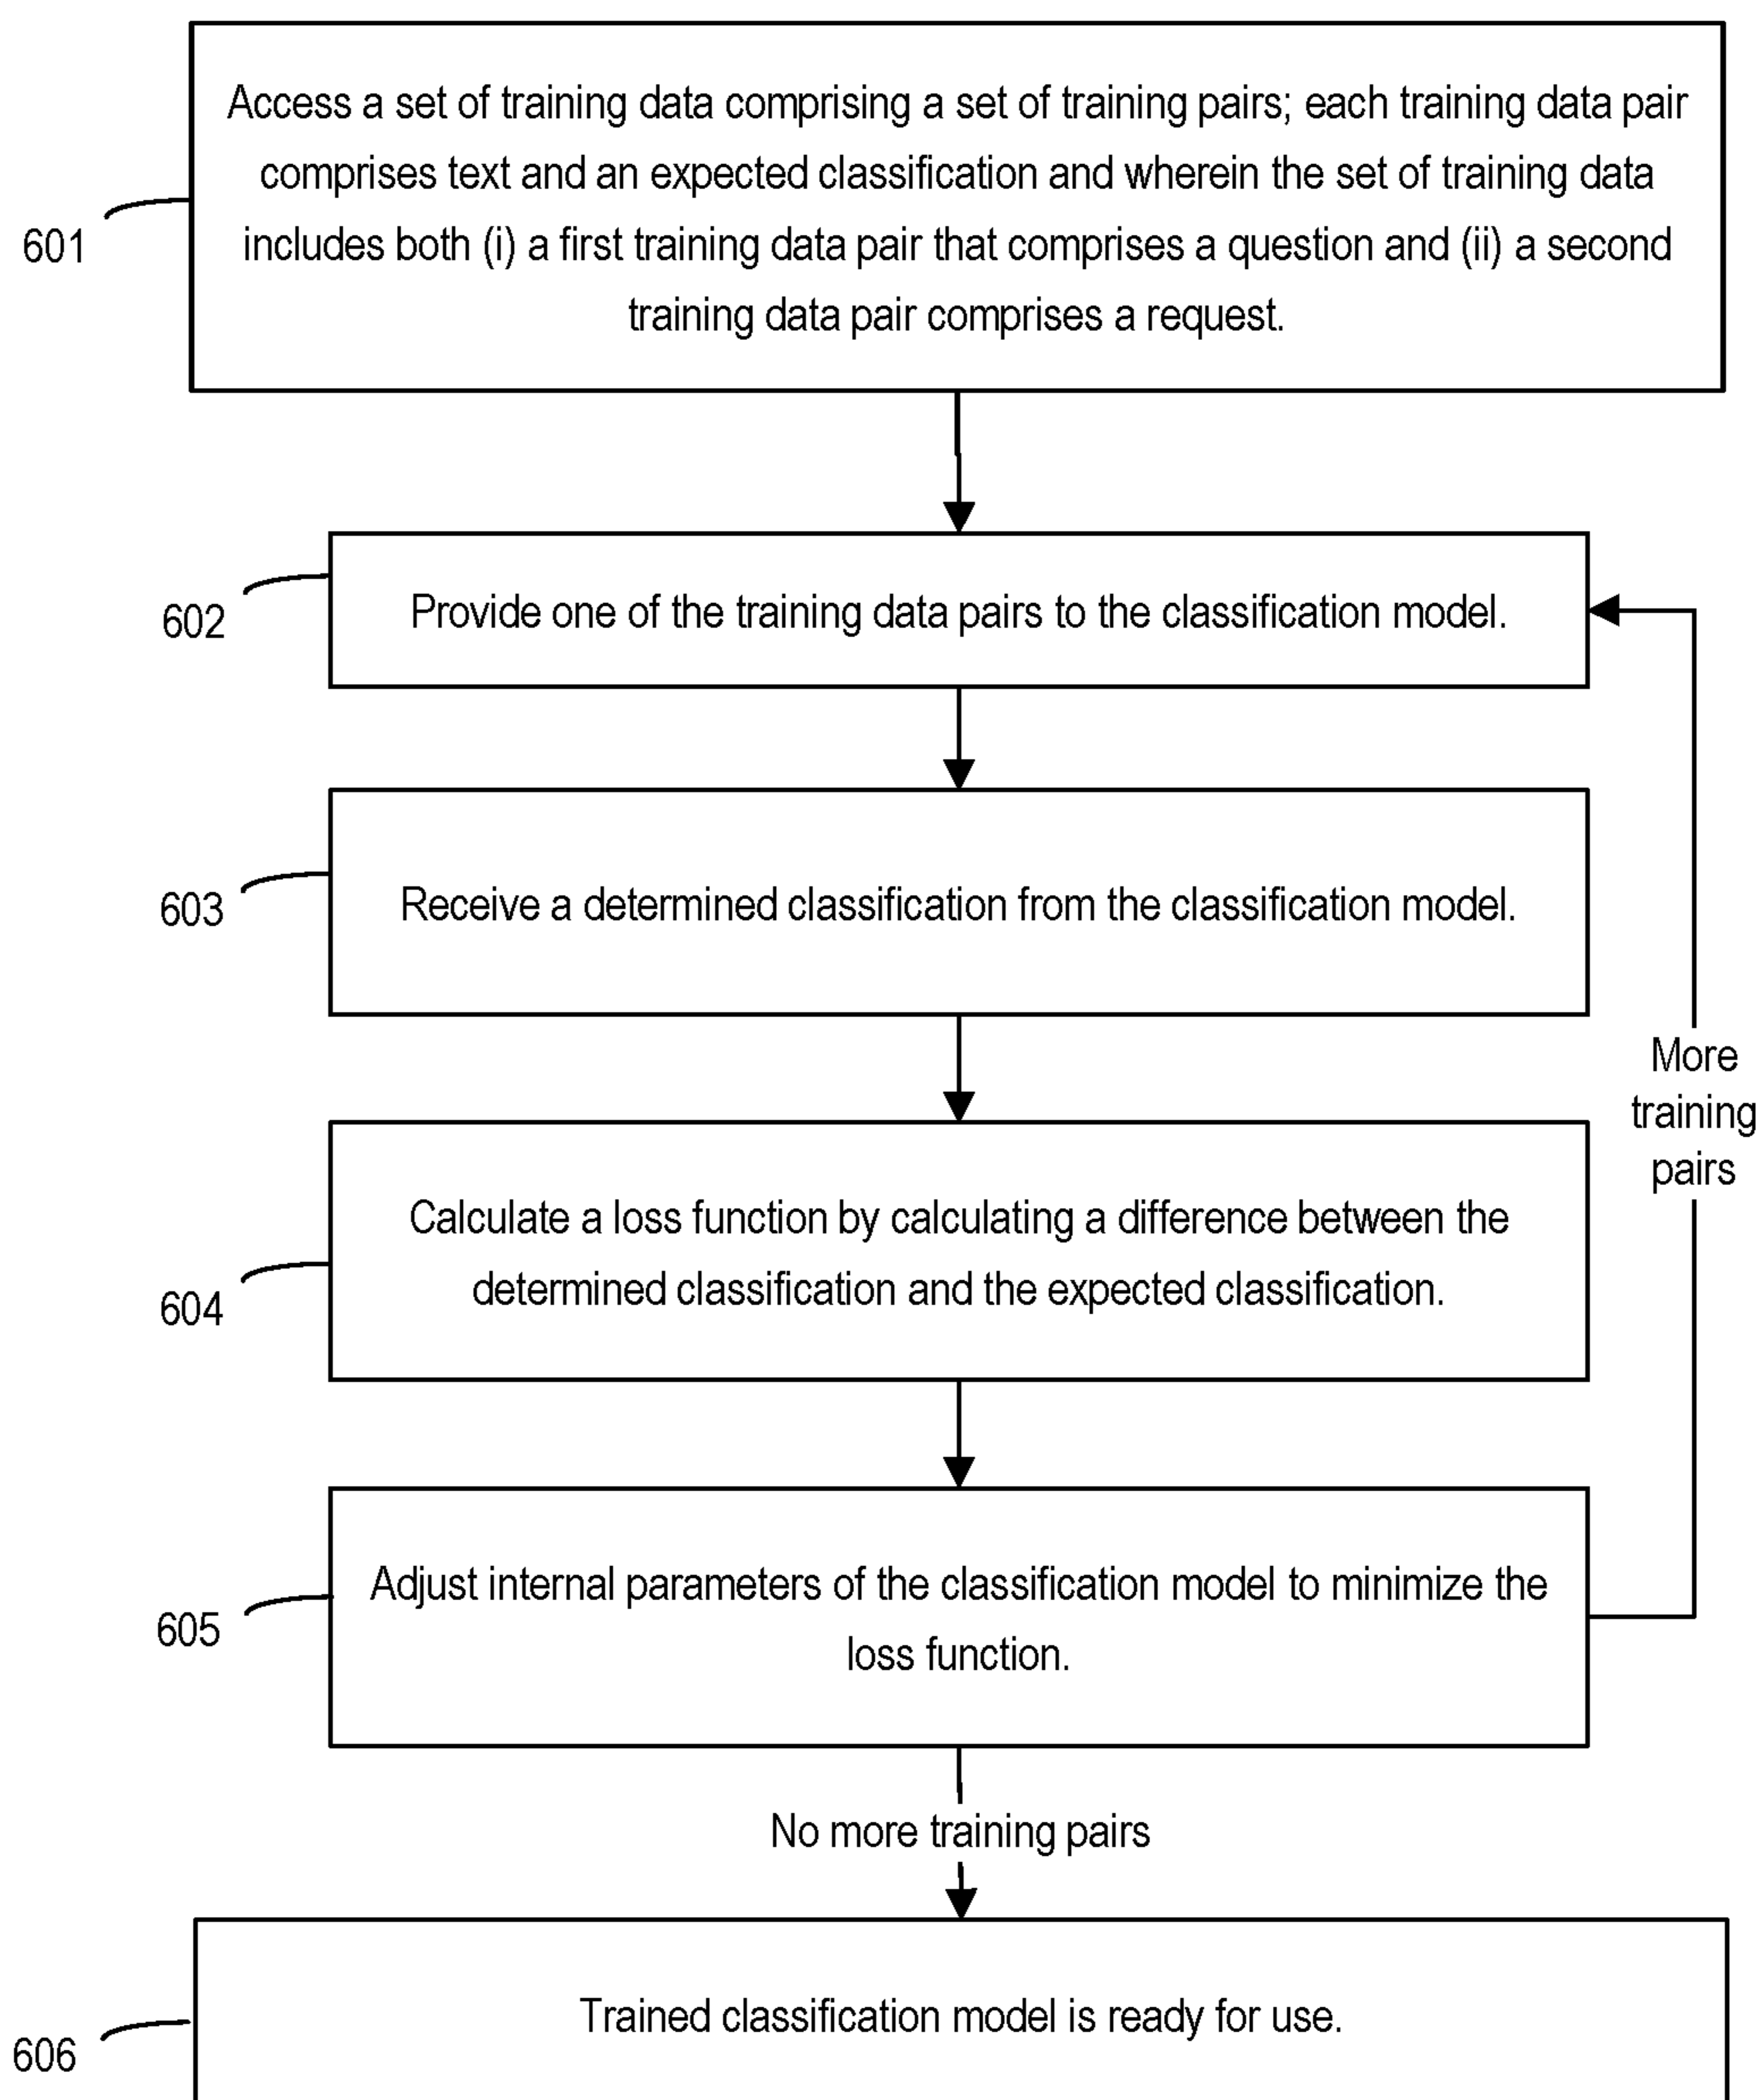 Access a set of training data comprising a set of training pairs; each training data pair
comprises text and an expected classification and wherein the set of training data
includes both (i) a first training data pair that comprises a question and (ii) a second
training data pair comprises a request.
601
Provide one of the training data pairs to the classification model.
602
Receive a determined classification from the classification model.
603
More
training
pairs
Calculate a loss function by calculating a difference between the
determined classification and the expected classification.
604
Adjust internal parameters of the classification model to minimize the
loss function.
605
No more training pairs
Trained classification model is ready for use.
606